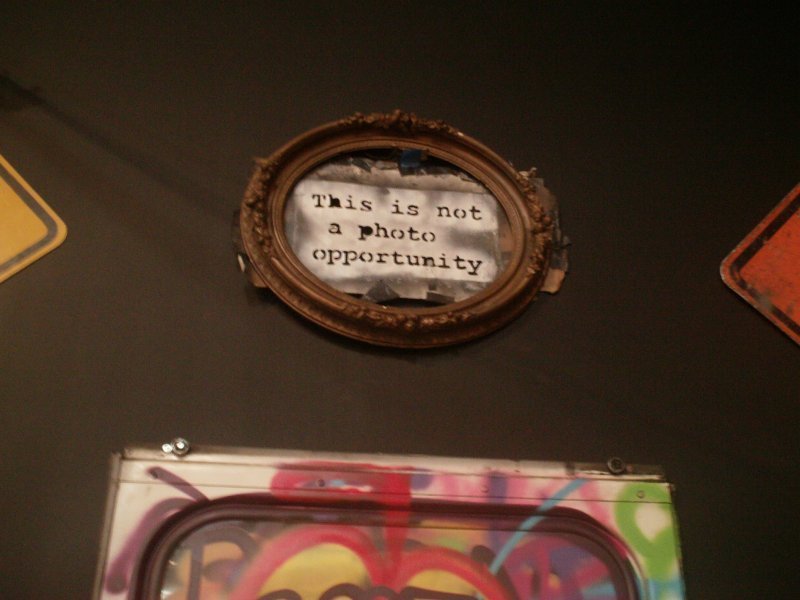 This is not
a photo
opportunity